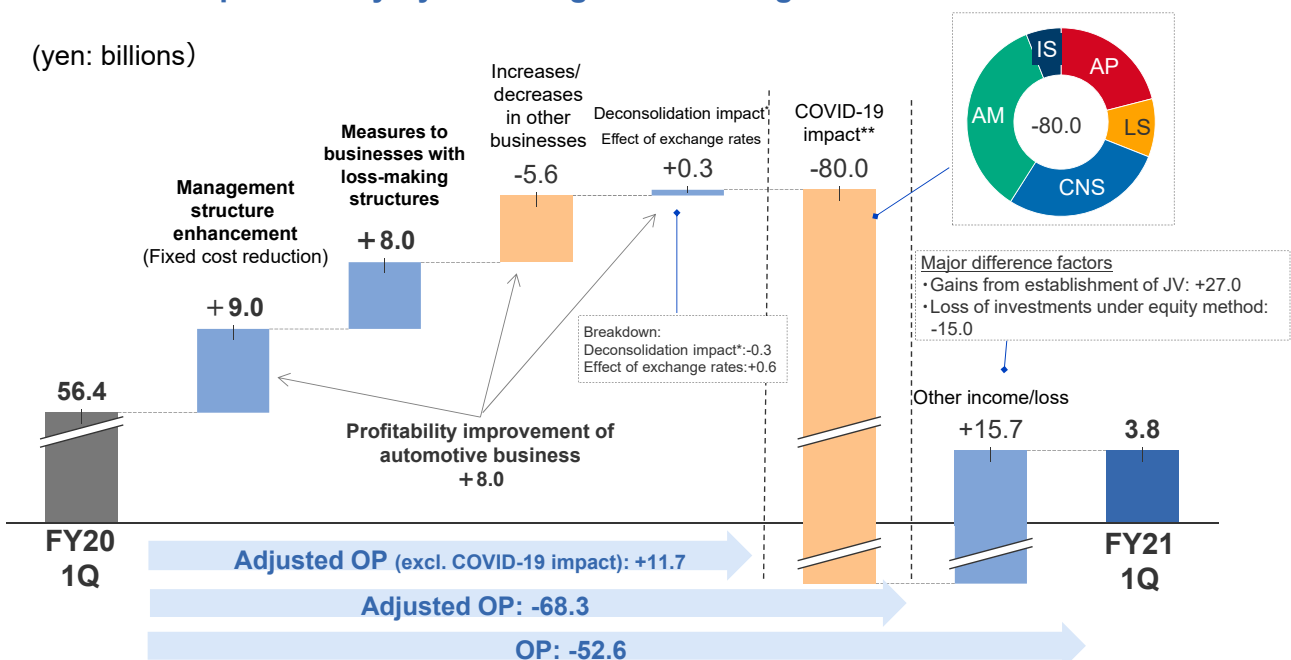 (yen: billions)
Management
structure
enhancement
(Fixed cost reduction)
+9.0
Measures to
businesses with
loss-making
structures
+8.0
Increases/
decreases
in other
businesses
-5.6
Deconsolidation impact*
Effect of exchange rates
+0.3
COVID-19
impact**
-80.0
IS
AP
AM
LS
-80.0
CNS
Major difference factors
・Gains from establishment of JV: +27.0
・Loss of investments under equity method:
-15.0
Breakdown:
Deconsolidation impact*:-0.3
Effect of exchange rates:+0.6
56.4
Profitability improvement of
automotive business
+8.0
Other income/loss
+15.7
3.8
FY20
1Q
FY21
1Q
Adjusted OP (excl. COVID-19 impact): +11.7
Adjusted OP: -68.3
OP: -52.6